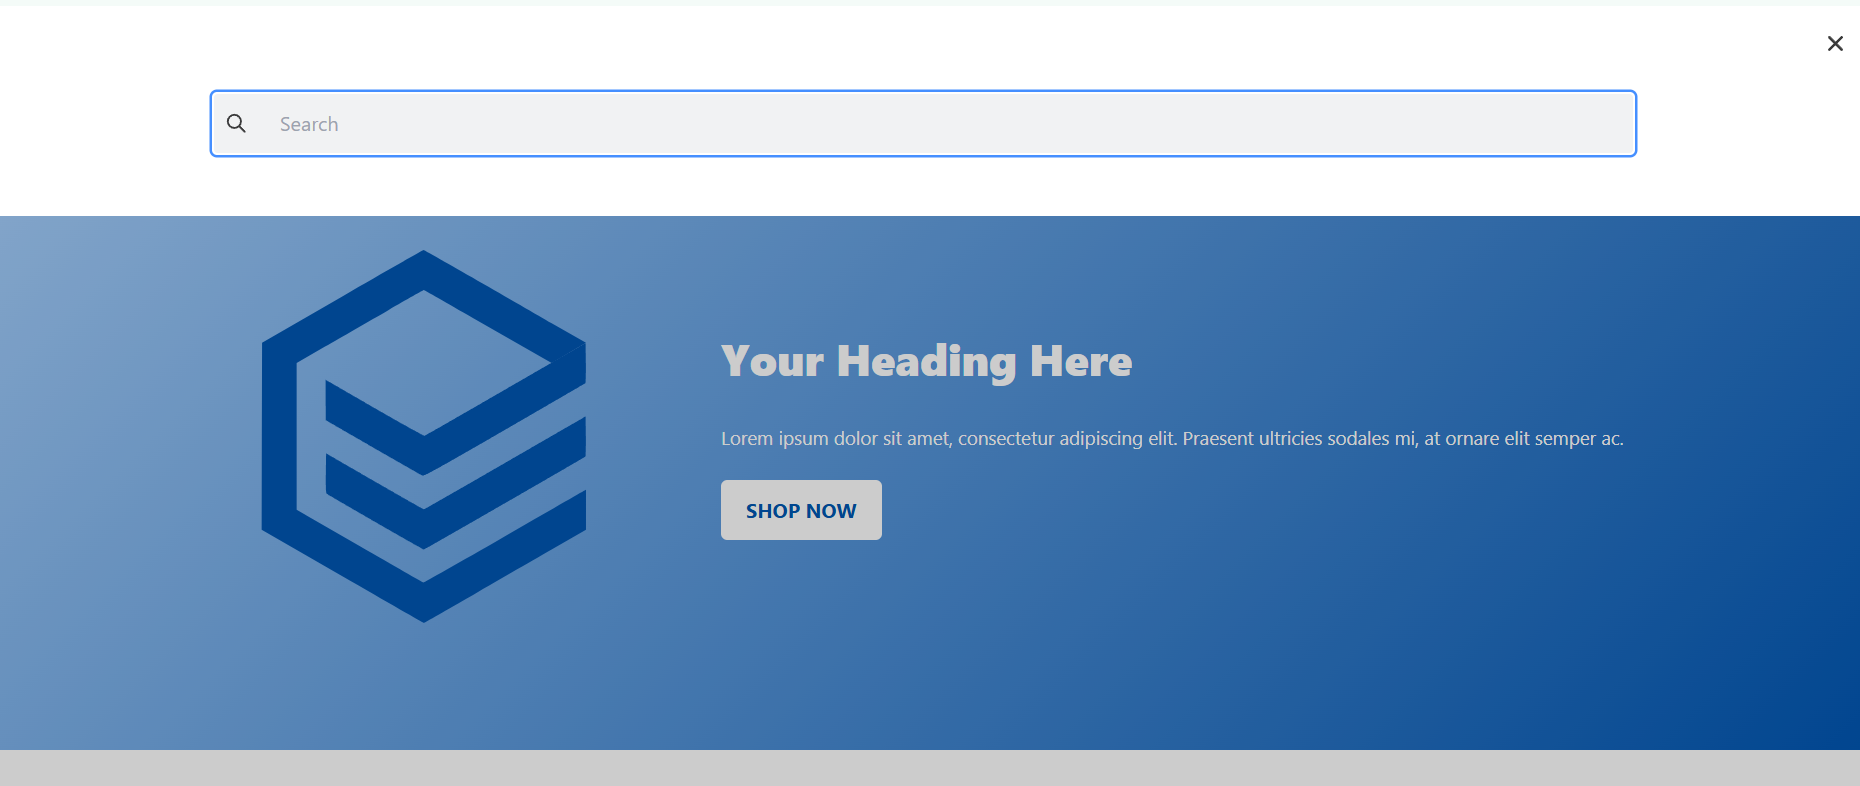 Search
Your Heading Here
Lorem ipsum dolor sit amet, consectetur adipiscing elit. Praesent ultricies sodales mi, at ornare elit semper ac.
SHOP NOW